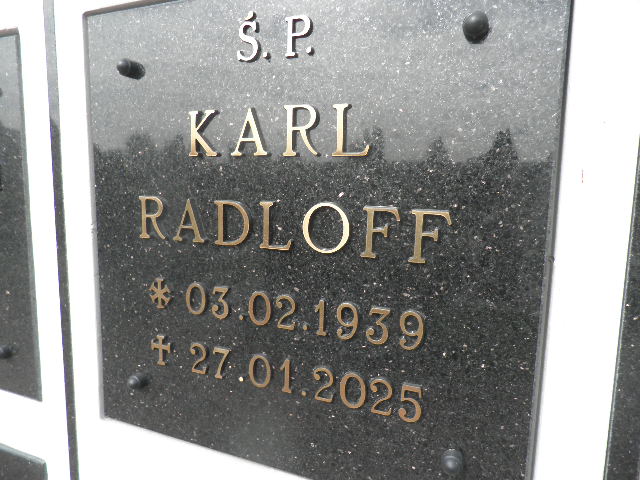 Ś.P.
KARL
RADLOFF
* 03.02.1939
✝ 27.01.2025